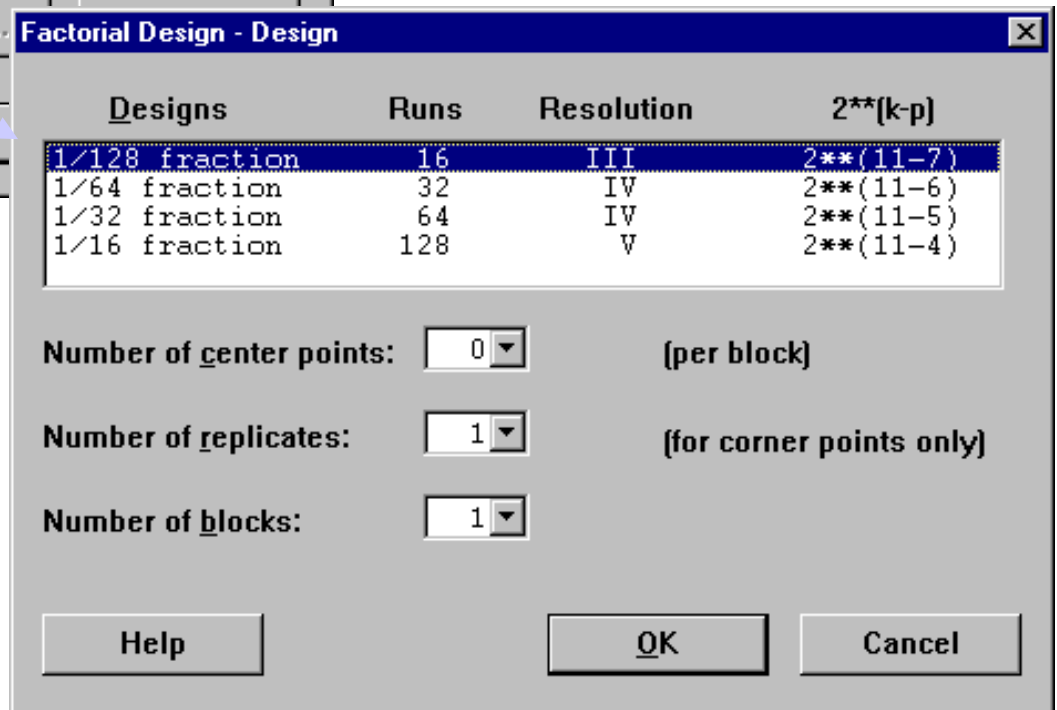 Factorial Design - Design
Designs Runs Resolution 2**(k-p)
1/128 fraction 16 III 2**(11-7)
1/64 fraction 32 IV 2**(11-6)
1/32 fraction 64 IV 2**(11-5)
1/16 fraction 128 V 2**(11-4)
Number of center points: 0 (per block)
Number of replicates: 1 (for corner points only)
Number of blocks: 1
Help OK Cancel